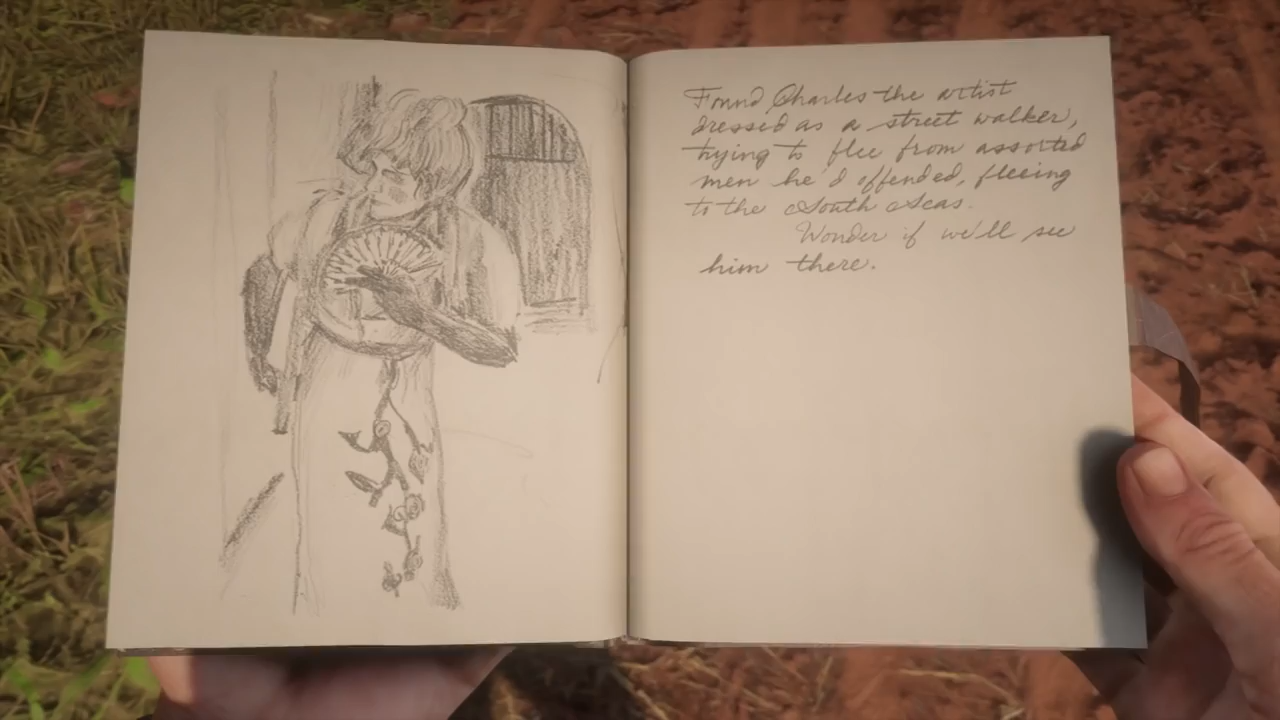 Found Charles the artist
dressed as a street walker,
trying to flee from assorted
men he'd offended, fleeing
to the South Seas.
Wonder if we'll see
him there.